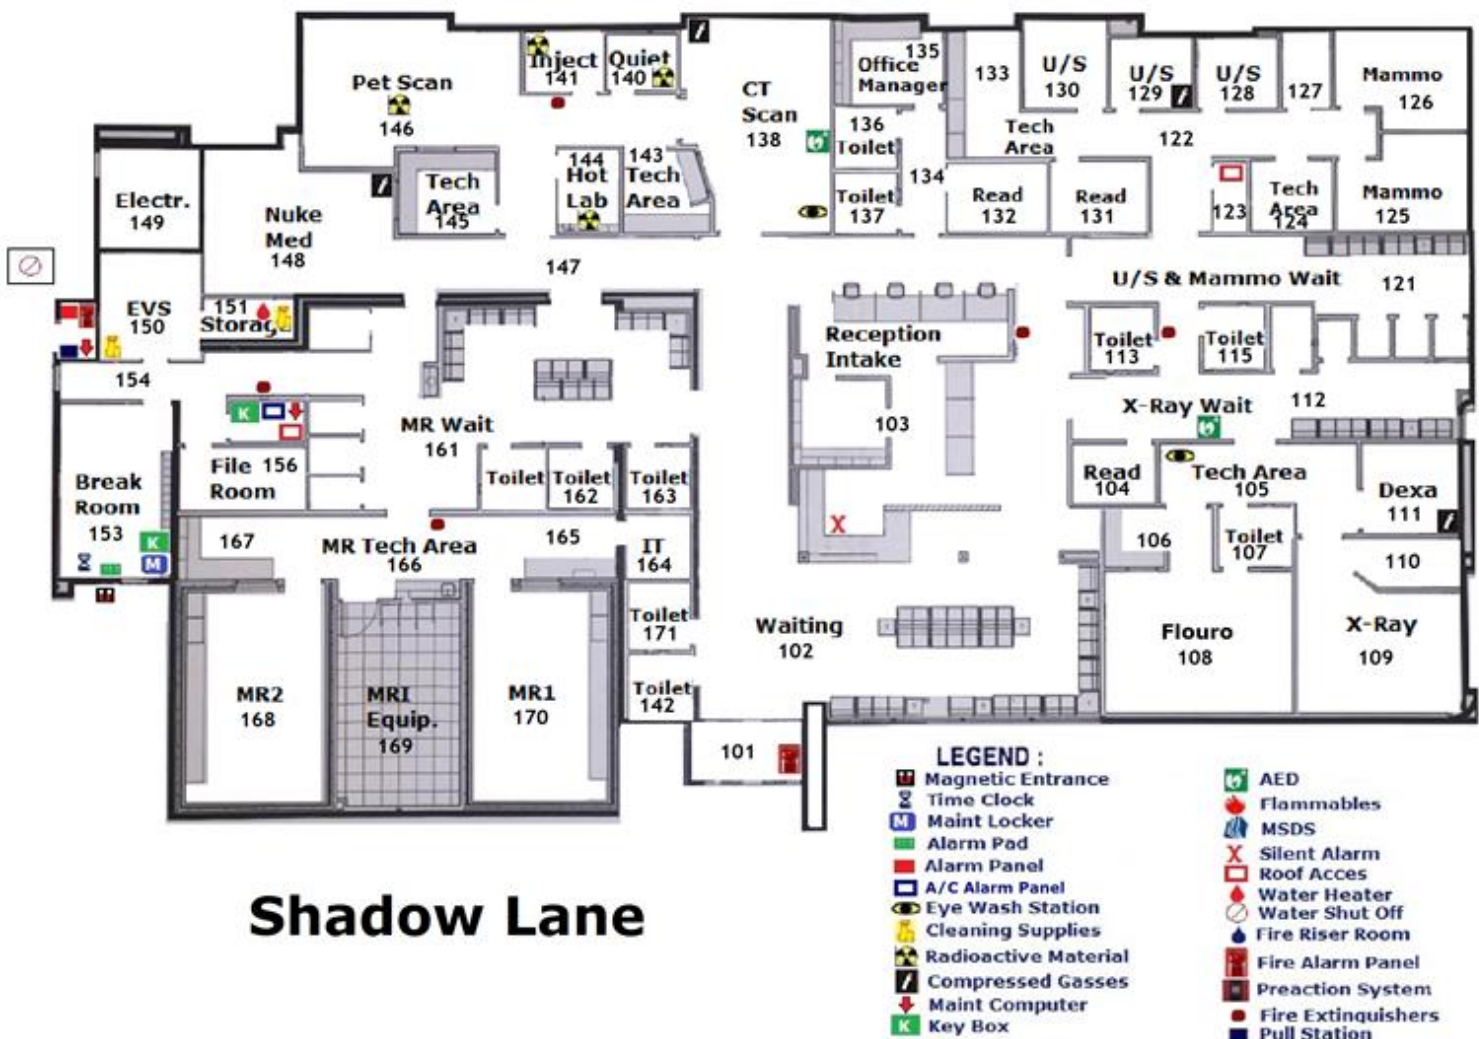 Pet Scan
146
Inject
141
Quiet
140
CT
Scan
138
Office
Manager
135
136
Toilet
Toilet
137
134
133
Tech
Area
U/S
130
U/S
129
U/S
128
127
Mammo
126
122
Read
132
Read
131
123
Tech
Area
124
Mammo
125
Electr.
149
Nuke
Med
148
Tech
Area
145
144
Hot
Lab
143
Tech
Area
147
EVS
150
151
Storag
154
U/S & Mammo Wait
121
Reception
Intake
103
Toilet
113
Toilet
115
X-Ray Wait
112
MR Wait
161
K
File
Room
156
Break
Room
153
K
M
Toilet
Toilet
162
Toilet
163
Read
104
Tech Area
105
Dexa
111
X
106
Toilet
107
110
167
MR Tech Area
166
165
IT
164
Toilet
171
Toilet
142
Waiting
102
Flouro
108
X-Ray
109
MR2
168
MRI
Equip.
169
MR1
170
101
Shadow Lane
LEGEND :
Magnetic Entrance
Time Clock
M Maint Locker
Alarm Pad
Alarm Panel
A/C Alarm Panel
Eye Wash Station
Cleaning Supplies
Radioactive Material
Compressed Gasses
Maint Computer
K Key Box
AED
Flammables
MSDS
X Silent Alarm
Roof Acces
Water Heater
Water Shut Off
Fire Riser Room
Fire Alarm Panel
Preaction System
Fire Extinguishers
Pull Station